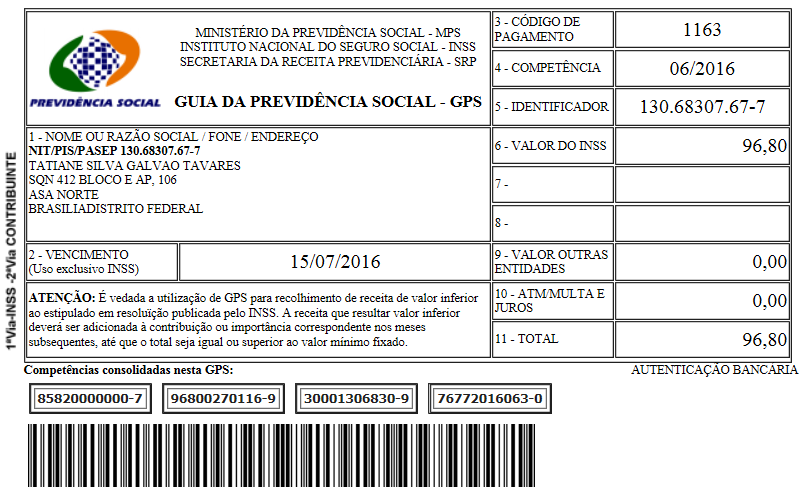 MINISTÉRIO DA PREVIDÊNCIA SOCIAL - MPS
INSTITUTO NACIONAL DO SEGURO SOCIAL - INSS
SECRETARIA DA RECEITA PREVIDENCIÁRIA - SRP
PREVIDÊNCIA SOCIAL
GUIA DA PREVIDÊNCIA SOCIAL - GPS
3 - CÓDIGO DE
PAGAMENTO
1163
4 - COMPETÊNCIA
06/2016
5 - IDENTIFICADOR
130.68307.67-7
1 - NOME OU RAZÃO SOCIAL / FONE / ENDEREÇO
NIT/PIS/PASEP 130.68307.67-7
TATIANE SILVA GALVAO TAVARES
SQN 412 BLOCO E AP, 106
ASA NORTE
BRASILIADISTRITO FEDERAL
6 - VALOR DO INSS
96,80
7 -
8 -
2 - VENCIMENTO
(Uso exclusivo INSS)
15/07/2016
9 - VALOR OUTRAS
ENTIDADES
0,00
ATENÇÃO: É vedada a utilização de GPS para recolhimento de receita de valor inferior
ao estipulado em resoluïção publicada pelo INSS. A receita que resultar valor inferior
deverá ser adicionada à contribuição ou importância correspondente nos meses
subsequentes, até que o total seja igual ou superior ao valor mínimo fixado.
10 - ATM/MULTA E
JUROS
0,00
11 - TOTAL
96,80
1ªVia-INSS -2ªVia CONTRIBUINTE
Competências consolidadas nesta GPS:
AUTENTICAÇÃO BANCÁRIA
85820000000-7
96800270116-9
30001306830-9
76772016063-0